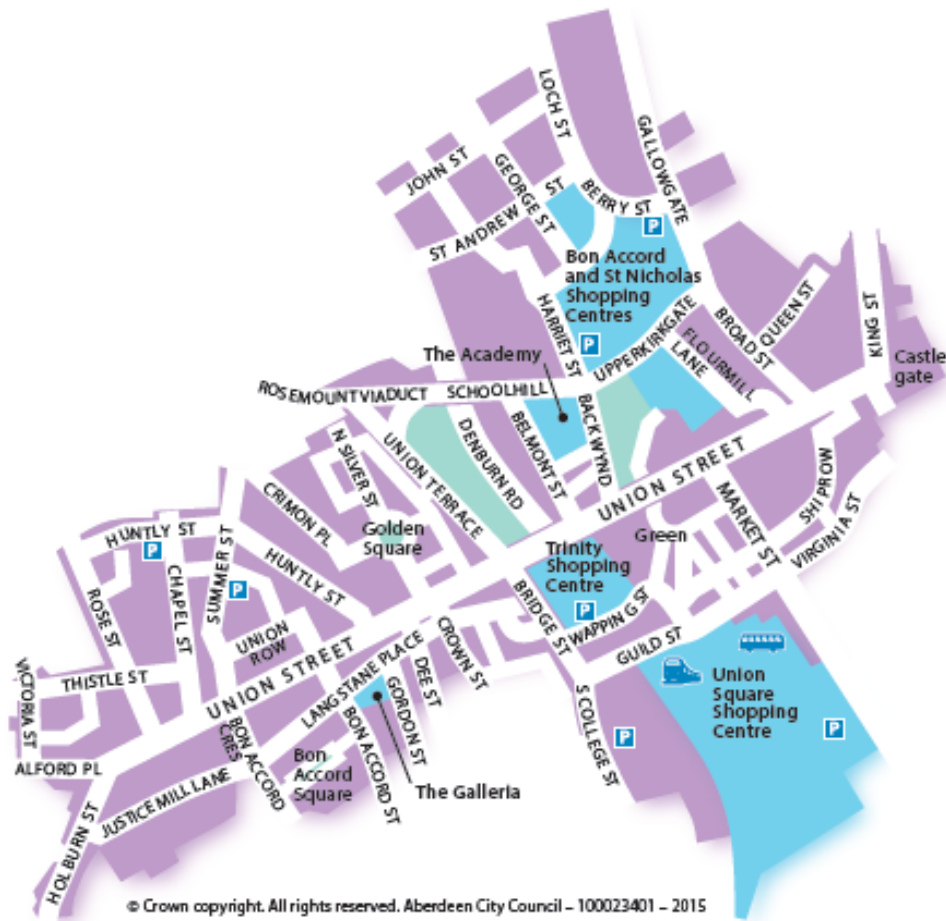 LOCH ST
GALLOWGATE
JOHN ST
GEORGE ST
BERRY ST
ST ANDREW ST
P
Bon Accord
and St Nicholas
Shopping
Centres
HARRIET ST
P
UPPERKIRKGATE
BROAD ST
QUEEN ST
KING ST
FLOURMILL
LANE
Castle
gate
The Academy
ROSEMOUNT VIADUCT
SCHOOLHILL
BACK WYND
BELMONT ST
DENBURN RD
UNION TERRACE
N SILVER ST
UNION STREET
MARKET ST
SHIPROW
VIRGINIA ST
CRIMON PL
Golden
Square
Green
HUNTLY ST
P
SUMMER ST
P
HUNTLY ST
Trinity
Shopping
Centre
P
BRIDGE ST
WAPPING ST
GUILD ST
ROSE ST
CHAPEL ST
UNION
ROW
CROWN ST
VICTORIA ST
THISTLE ST
UNION STREET
LANGSTANE PLACE
DEE ST
GORDON ST
Union
Square
Shopping
Centre
P
S COLLEGE ST
P
BON ACCORD
CRES
BON ACCORD ST
ALFORD PL
Bon
Accord
Square
The Galleria
JUSTICE MILL LANE
HOLBURN ST
© Crown copyright. All rights reserved. Aberdeen City Council – 100023401 – 2015